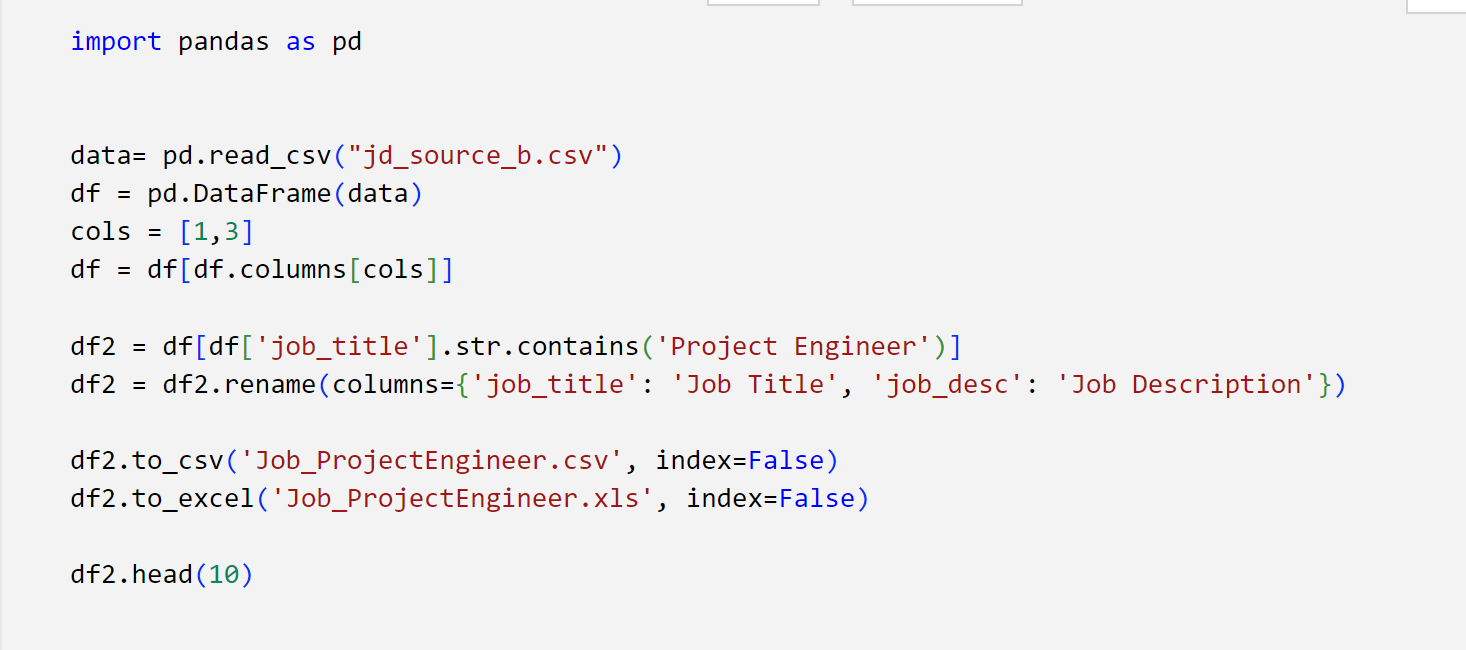 import pandas as pd
data= pd.read_csv("jd_source_b.csv")
df = pd.DataFrame(data)
cols = [1,3]
df = df[df.columns[cols]]
df2 = df[df['job_title'].str.contains('Project Engineer')]
df2 = df2.rename(columns={'job_title': 'Job Title', 'job_desc': 'Job Description'})
df2.to_csv('Job_ProjectEngineer.csv', index=False)
df2.to_excel('Job_ProjectEngineer.xls', index=False)
df2.head(10)